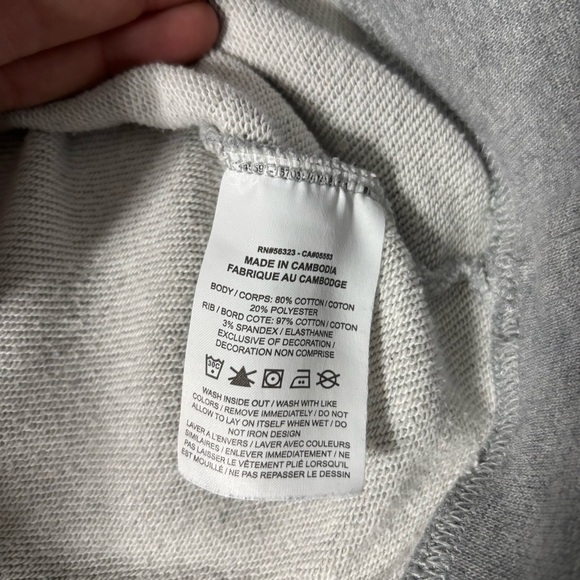 RN#56323 - CA#05553
MADE IN CAMBODIA
FABRIQUE AU CAMBODGE
BODY / CORPS: 80% COTTON / COTON
20% POLYESTER
RIB / BORD COTE: 97% COTTON / COTON
3% SPANDEX / ELASTHANNE
EXCLUSIVE OF DECORATION /
DECORATION NON COMPRISE
30C
WASH INSIDE OUT / WASH WITH LIKE
COLORS / REMOVE IMMEDIATELY / DO NOT
ALLOW TO LAY ON ITSELF WHEN WET / DO
NOT IRON DESIGN
LAVER A L'ENVERS / LAVER AVEC COULEURS
SIMILAIRES / ENLEVER IMMEDIATEMENT / NE
PAS LAISSER LE VÊTEMENT PLIÉ LORSQU'IL
EST MOUILLÉ / NE PAS REPASSER LE DESSIN